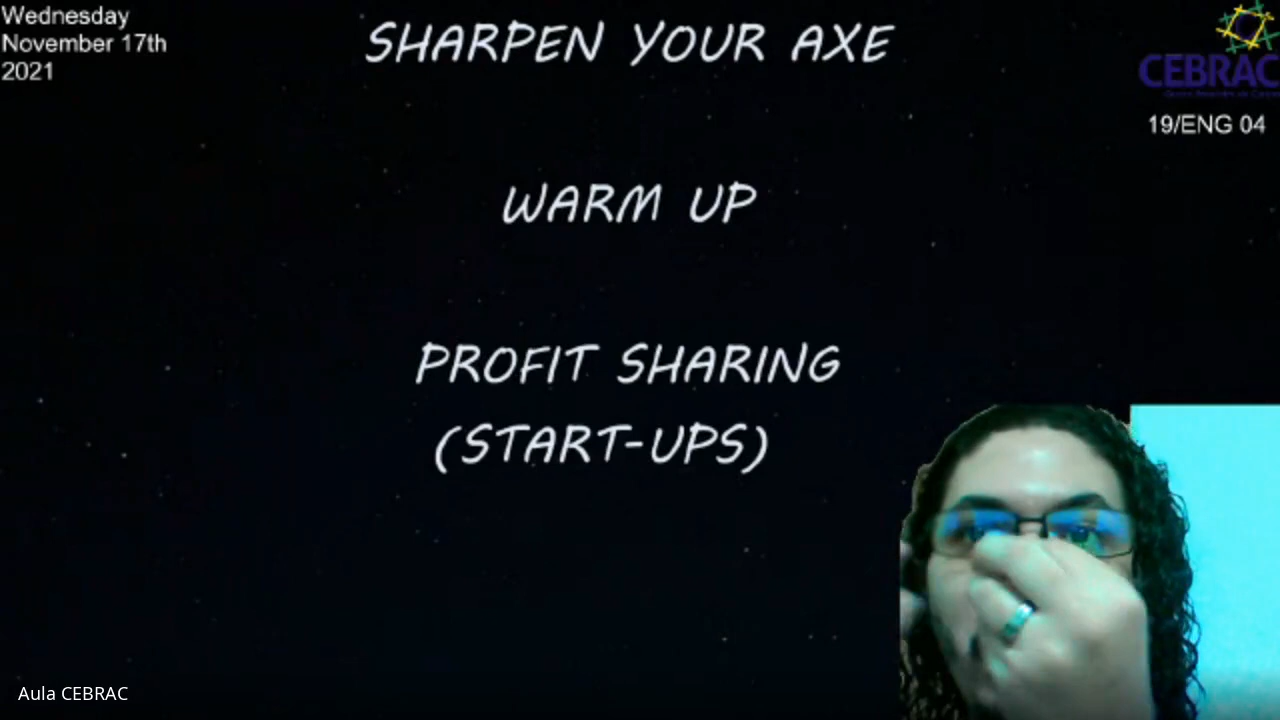 Wednesday
November 17th
2021
SHARPEN YOUR AXE
CEBRAC
19/ENG 04
WARM UP
PROFIT SHARING
(START-UPS)
Aula CEBRAC